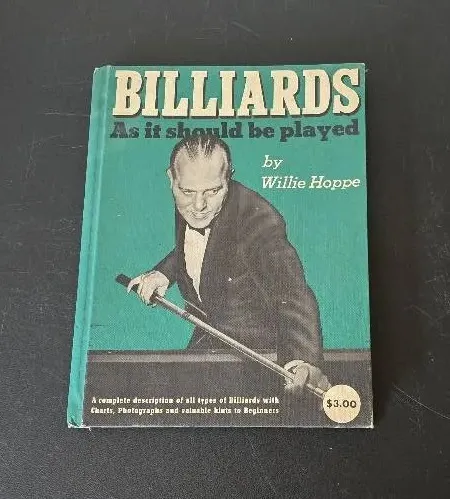 BILLIARDS
As it should be played
by
Willie Hoppe
A complete description of all types of Billiards with
Charts, Photographs and valuable hints to Beginners
$3.00